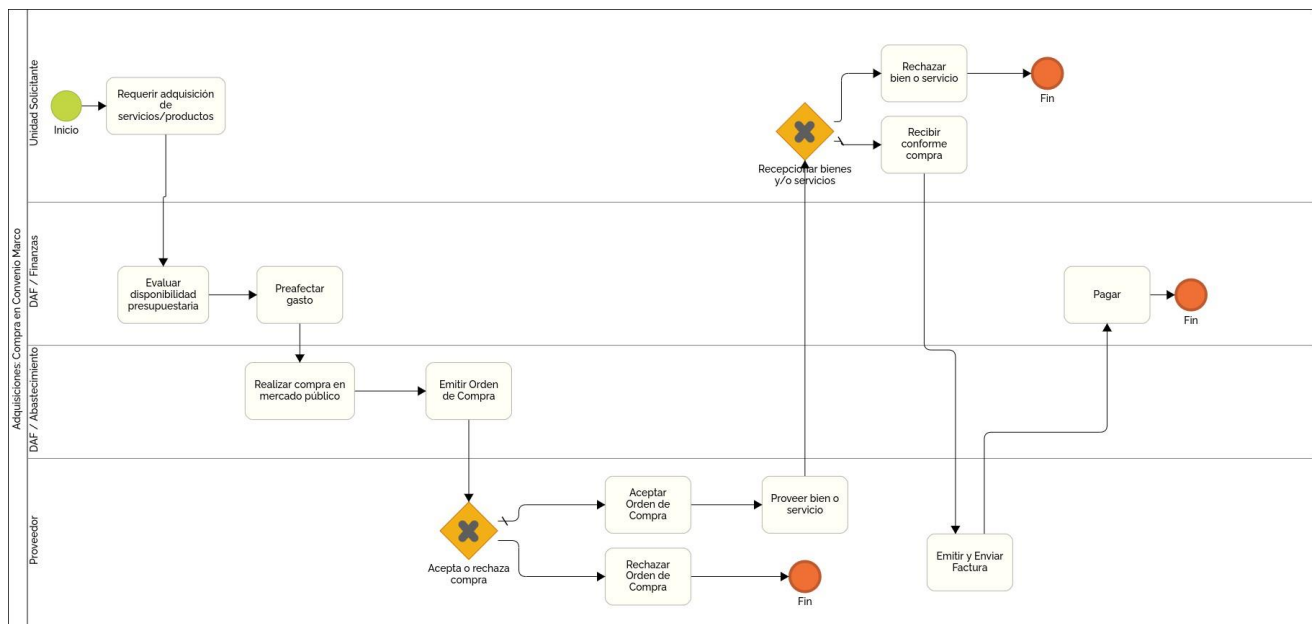 Adquisiciones: Compra en Convenio Marco
Unidad Solicitante
Inicio
Requerir adquisición
de
servicios/productos
Recepcionar bienes
y/o servicios
Rechazar
bien o servicio
Fin
Recibir
conforme
compra
DAF / Finanzas
Evaluar
disponibilidad
presupuestaria
Preafectar
gasto
Pagar
Fin
DAF / Abastecimiento
Realizar compra en
mercado público
Emitir Orden
de Compra
Proveedor
Acepta o rechaza
compra
Aceptar
Orden de
Compra
Proveer bien o
servicio
Rechazar
Orden de
Compra
Fin
Emitir y Enviar
Factura